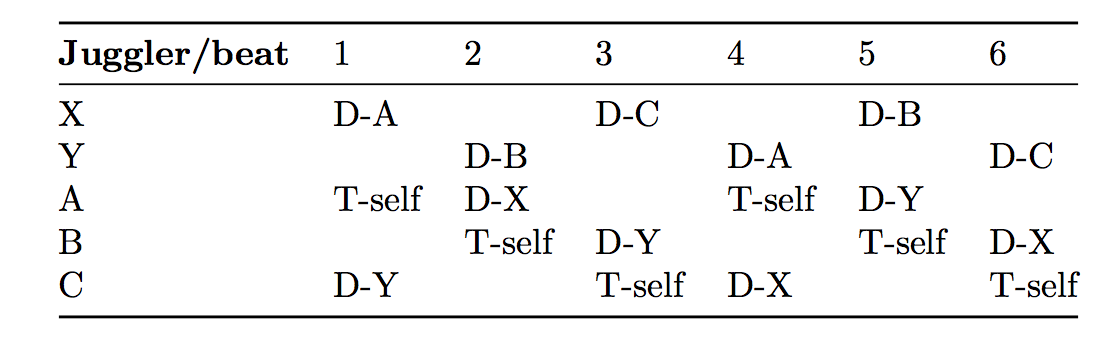 Juggler/beat 1 2 3 4 5 6
X D-A D-C D-B
Y D-B D-A D-C
A T-self D-X T-self D-Y
B T-self D-Y T-self D-X
C D-Y T-self D-X T-self